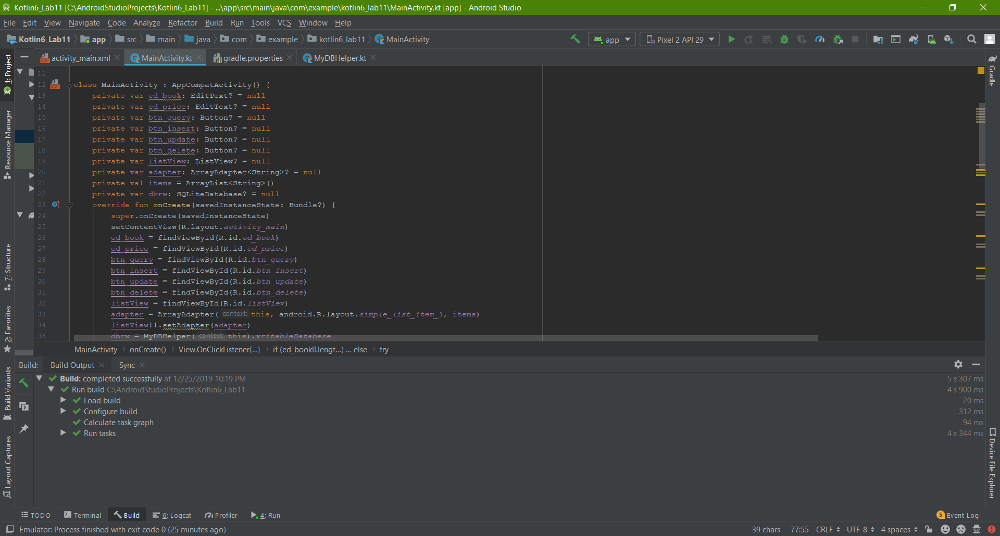 Kotlin6_Lab11 [C:\AndroidStudioProjects\Kotlin6_Lab11] - ...\app\src\main\java\com\example\kotlin6_lab11\MainActivity.kt [app] - Android Studio
File Edit View Navigate Code Analyze Refactor Build Run Tools VCS Window Help
Kotlin6_Lab11 app src main java com example kotlin6_lab11 MainActivity app Pixel 2 API 29
activity_main.xml MainActivity.kt gradle.properties MyDBHelper.kt
1: Project
Resource Manager
7: Structure
2: Favorites
Build Variants
Layout Captures
11
12 class MainActivity : AppCompatActivity() {
13 private var ed_book: EditText? = null
14 private var ed_price: EditText? = null
15 private var btn_query: Button? = null
16 private var btn_insert: Button? = null
17 private var btn_update: Button? = null
18 private var btn_delete: Button? = null
19 private var listView: ListView? = null
20 private var adapter: ArrayAdapter<String>? = null
21 private val items = ArrayList<String>()
22 private var dbrw: SQLiteDatabase? = null
23 override fun onCreate(savedInstanceState: Bundle?) {
24 super.onCreate(savedInstanceState)
25 setContentView(R.layout.activity_main)
26 ed_book = findViewById(R.id.ed_book)
27 ed_price = findViewById(R.id.ed_price)
28 btn_query = findViewById(R.id.btn_query)
29 btn_insert = findViewById(R.id.btn_insert)
30 btn_update = findViewById(R.id.btn_update)
31 btn_delete = findViewById(R.id.btn_delete)
32 listView = findViewById(R.id.listView)
33 adapter = ArrayAdapter( context: this, android.R.layout.simple_list_item_1, items)
34 listView!!.setAdapter(adapter)
35 dbrw = MyDBHelper( context: this).writableDatabase
MainActivity onCreate() View.OnClickListener{...} if (ed_book!!.lengt...) ... else try
Gradle
Device File Explorer
Build: Build Output Sync
Build: completed successfully at 12/25/2019 10:19 PM 5 s 307 ms
Run build C:\AndroidStudioProjects\Kotlin6_Lab11 4 s 900 ms
Load build 20 ms
Configure build 312 ms
Calculate task graph 94 ms
Run tasks 4 s 344 ms
TODO Terminal Build 6: Logcat Profiler 4: Run 5 Event Log
Emulator: Process finished with exit code 0 (25 minutes ago) 39 chars 77:55 CRLF UTF-8 4 spaces